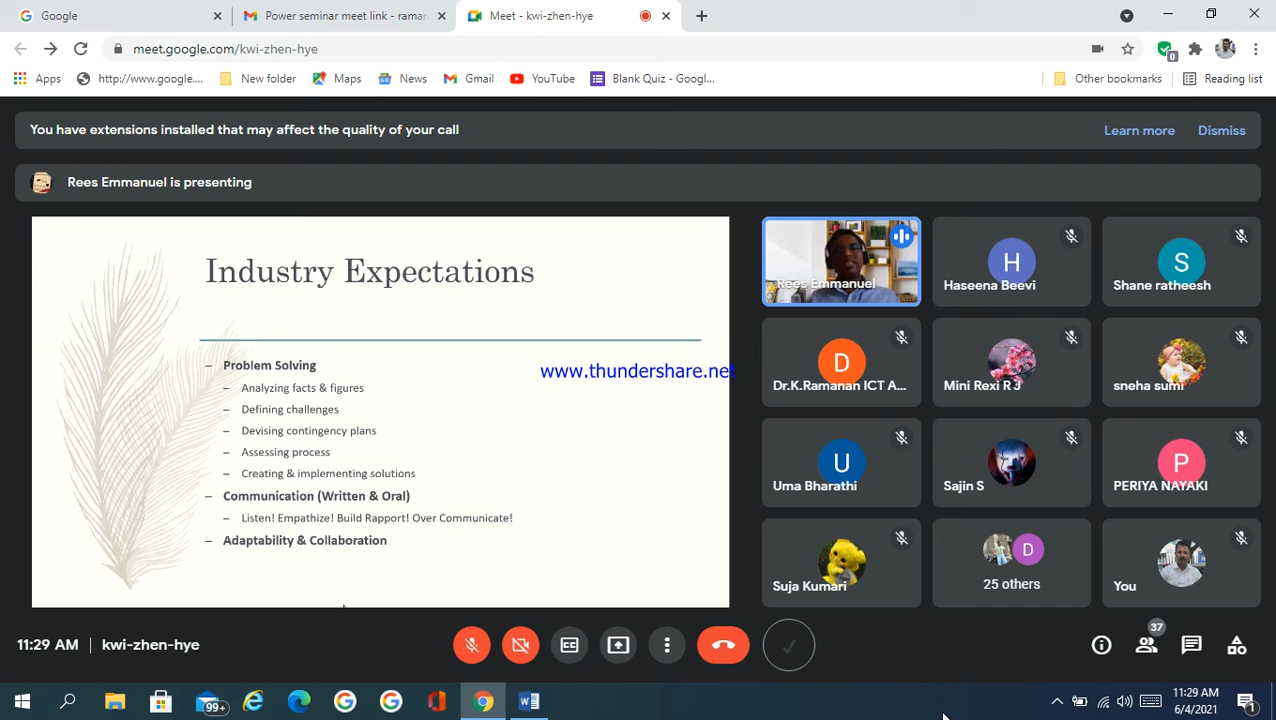 Google
Power seminar meet link - raman
Meet - kwi-zhen-hye
meet.google.com/kwi-zhen-hye
0
Apps
http://www.google....
New folder
Maps
News
Gmail
YouTube
Blank Quiz - Googl...
Other bookmarks
Reading list
You have extensions installed that may affect the quality of your call
Learn more
Dismiss
Rees Emmanuel is presenting
Industry Expectations
– Problem Solving
– Analyzing facts & figures
– Defining challenges
– Devising contingency plans
– Assessing process
– Creating & implementing solutions
– Communication (Written & Oral)
– Listen! Empathize! Build Rapport! Over Communicate!
– Adaptability & Collaboration
www.thundershare.net
Rees Emmanuel
H
Haseena Beevi
S
Shane ratheesh
D
Dr.K.Ramanan ICT A...
Mini Rexi R J
sneha sumi
U
Uma Bharathi
Sajin S
P
PERIYA NAYAKI
Suja Kumari
D
25 others
You
11:29 AM | kwi-zhen-hye
CC
37
99+
W
11:29 AM
6/4/2021
1